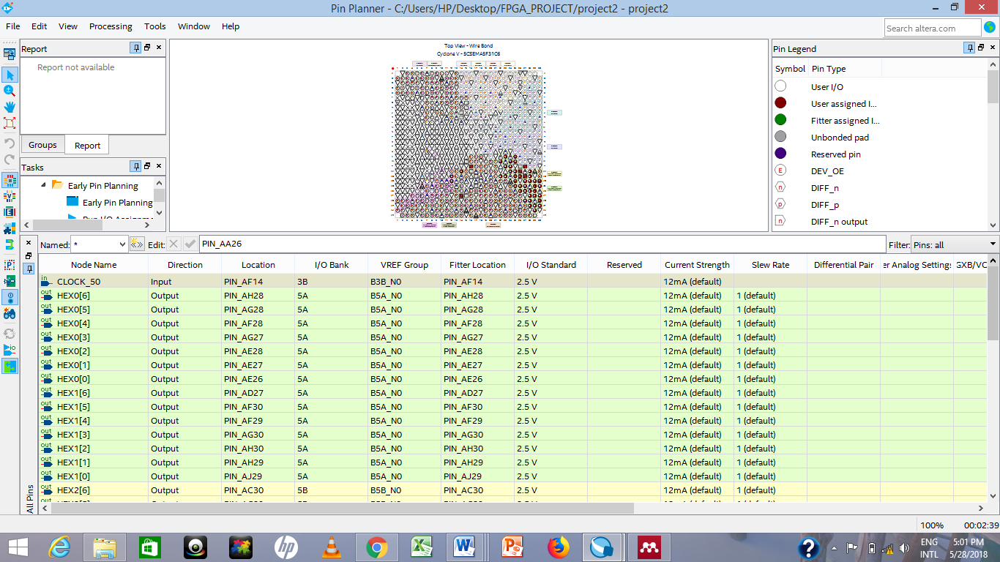 Pin Planner - C:/Users/HP/Desktop/FPGA_PROJECT/project2 - project2
File Edit View Processing Tools Window Help
Search altera.com
Report
Report not available
Groups Report
Tasks
Early Pin Planning
Early Pin Planning
Top View - Wire Bond
Cyclone V - 5CSEMA5F31C6
Pin Legend
Symbol Pin Type
User I/O
User assigned I...
Fitter assigned I...
Unbonded pad
Reserved pin
E DEV_OE
n DIFF_n
p DIFF_p
n DIFF_n output
Named: * Edit: PIN_AA26 Filter: Pins: all
Node Name Direction Location I/O Bank VREF Group Fitter Location I/O Standard Reserved Current Strength Slew Rate Differential Pair er Analog Settings GXB/VC
in CLOCK_50 Input PIN_AF14 3B B3B_N0 PIN_AF14 2.5 V 12mA (default)
out HEX0[6] Output PIN_AH28 5A B5A_N0 PIN_AH28 2.5 V 12mA (default) 1 (default)
out HEX0[5] Output PIN_AG28 5A B5A_N0 PIN_AG28 2.5 V 12mA (default) 1 (default)
out HEX0[4] Output PIN_AF28 5A B5A_N0 PIN_AF28 2.5 V 12mA (default) 1 (default)
out HEX0[3] Output PIN_AG27 5A B5A_N0 PIN_AG27 2.5 V 12mA (default) 1 (default)
out HEX0[2] Output PIN_AE28 5A B5A_N0 PIN_AE28 2.5 V 12mA (default) 1 (default)
out HEX0[1] Output PIN_AE27 5A B5A_N0 PIN_AE27 2.5 V 12mA (default) 1 (default)
out HEX0[0] Output PIN_AE26 5A B5A_N0 PIN_AE26 2.5 V 12mA (default) 1 (default)
out HEX1[6] Output PIN_AD27 5A B5A_N0 PIN_AD27 2.5 V 12mA (default) 1 (default)
out HEX1[5] Output PIN_AF30 5A B5A_N0 PIN_AF30 2.5 V 12mA (default) 1 (default)
out HEX1[4] Output PIN_AF29 5A B5A_N0 PIN_AF29 2.5 V 12mA (default) 1 (default)
out HEX1[3] Output PIN_AG30 5A B5A_N0 PIN_AG30 2.5 V 12mA (default) 1 (default)
out HEX1[2] Output PIN_AH30 5A B5A_N0 PIN_AH30 2.5 V 12mA (default) 1 (default)
out HEX1[1] Output PIN_AH29 5A B5A_N0 PIN_AH29 2.5 V 12mA (default) 1 (default)
out HEX1[0] Output PIN_AJ29 5A B5A_N0 PIN_AJ29 2.5 V 12mA (default) 1 (default)
out HEX2[6] Output PIN_AC30 5B B5B_N0 PIN_AC30 2.5 V 12mA (default) 1 (default)
out
All Pins
100% 00:02:39
ENG 5:01 PM
INTL 5/28/2018